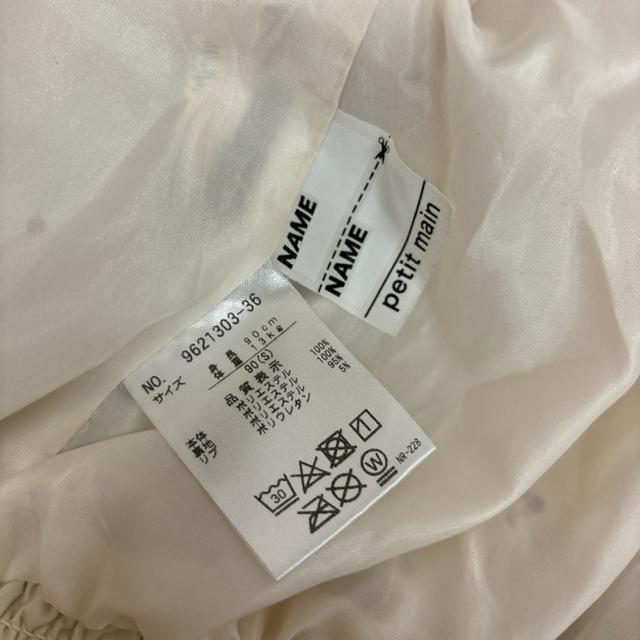 NAME
NAME
petit main
NO. 9621303-36
サイズ
身長 90cm
体重 13kg
90(S)
品質表示
本体 ポリエステル 100%
裏地 ポリエステル 100%
リブ ポリエステル 95%
ポリウレタン 5%
30
W
NR-228